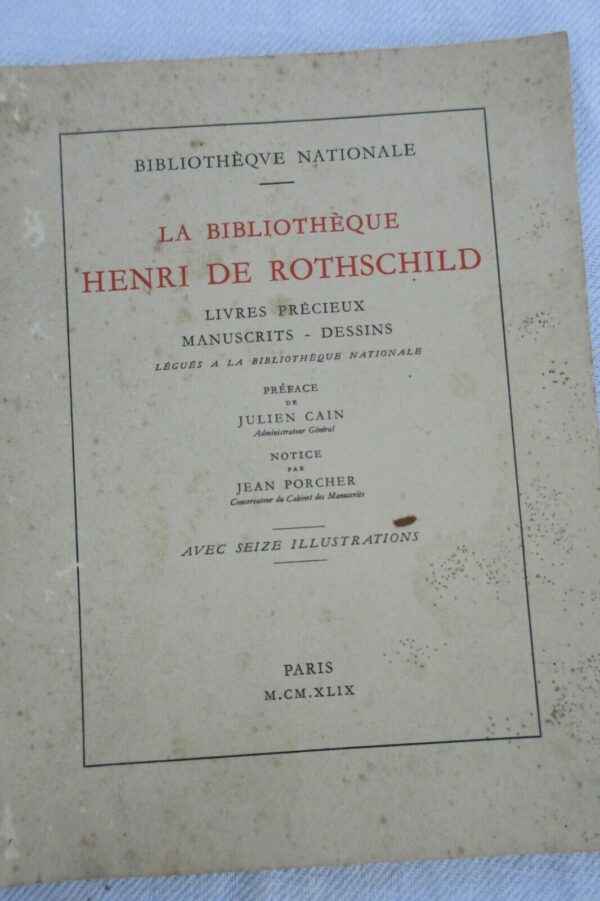 BIBLIOTHÈQVE NATIONALE
LA BIBLIOTHÈQUE
HENRI DE ROTHSCHILD
LIVRES PRÉCIEUX
MANUSCRITS - DESSINS
LÉGUÉS A LA BIBLIOTHÈQUE NATIONALE
PRÉFACE
DE
JULIEN CAIN
Administrateur Général
NOTICE
PAR
JEAN PORCHER
Conservateur du Cabinet des Manuscrits
AVEC SEIZE ILLUSTRATIONS
PARIS
M.CM.XLIX